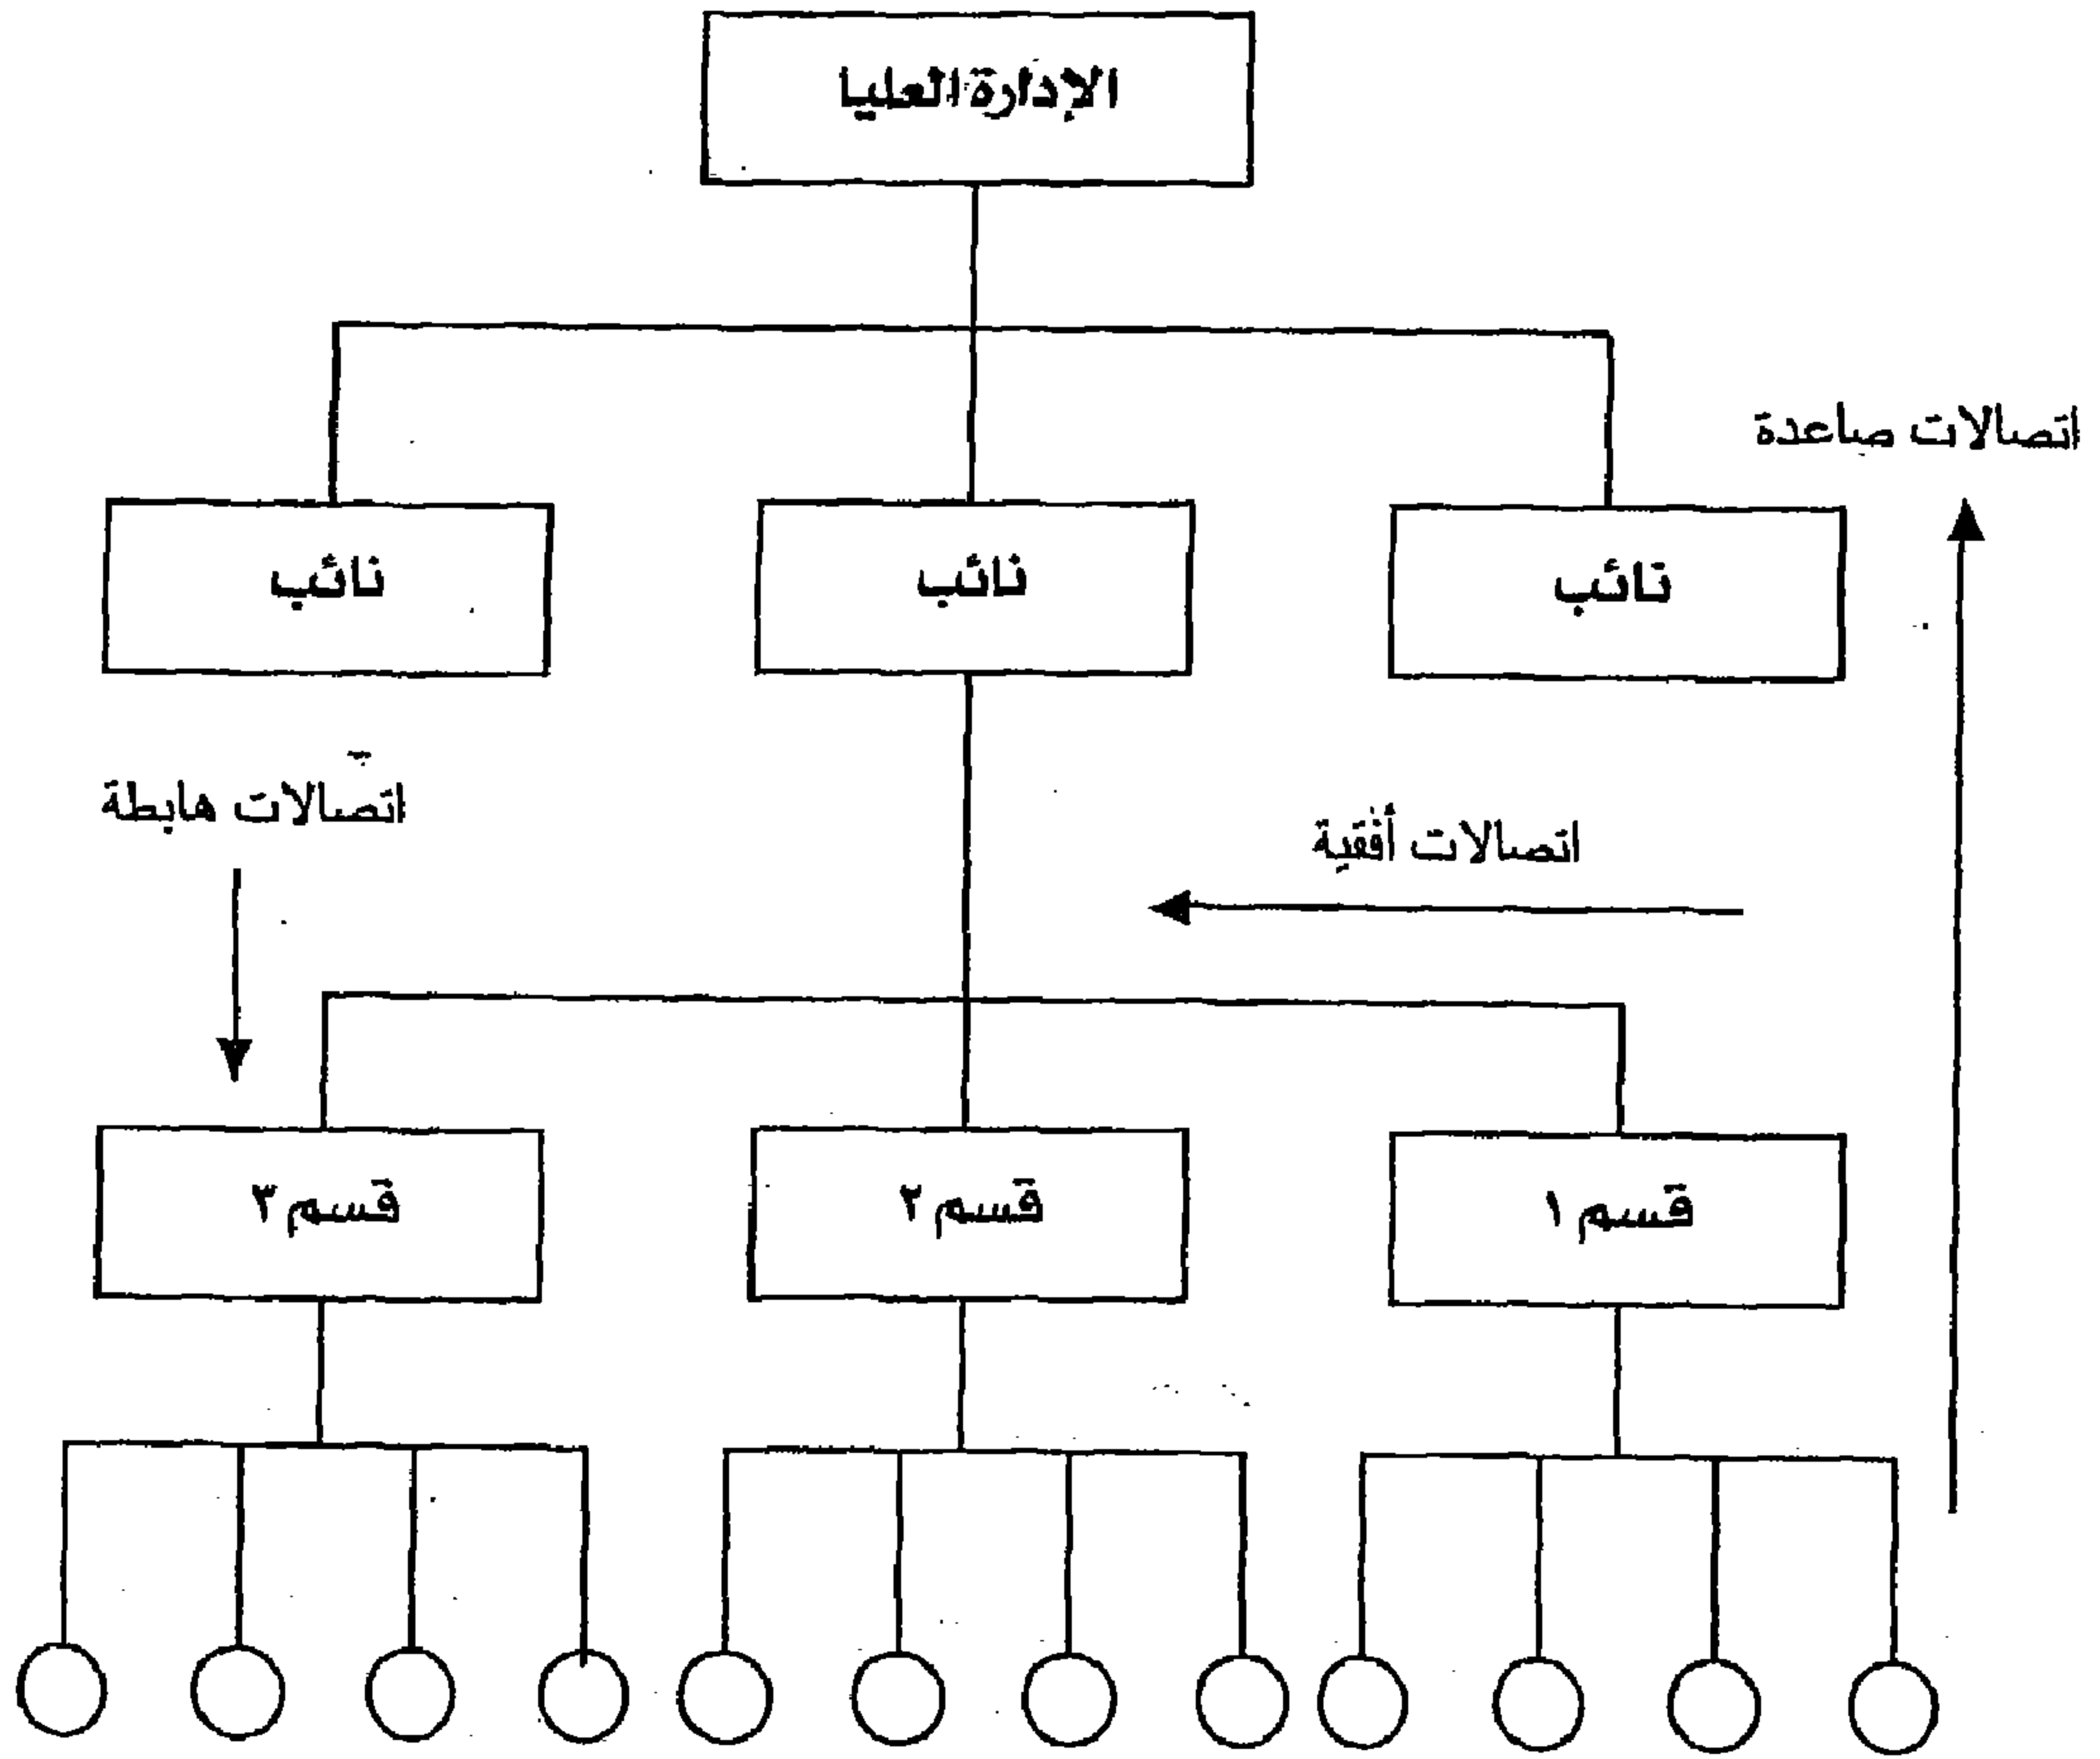 الإدارة العليا
اتصالات صاعدة
نائب
نائب
نائب
اتصالات هابطة
اتصالات أفقية
قسم ١
قسم ٢
قسم ٣